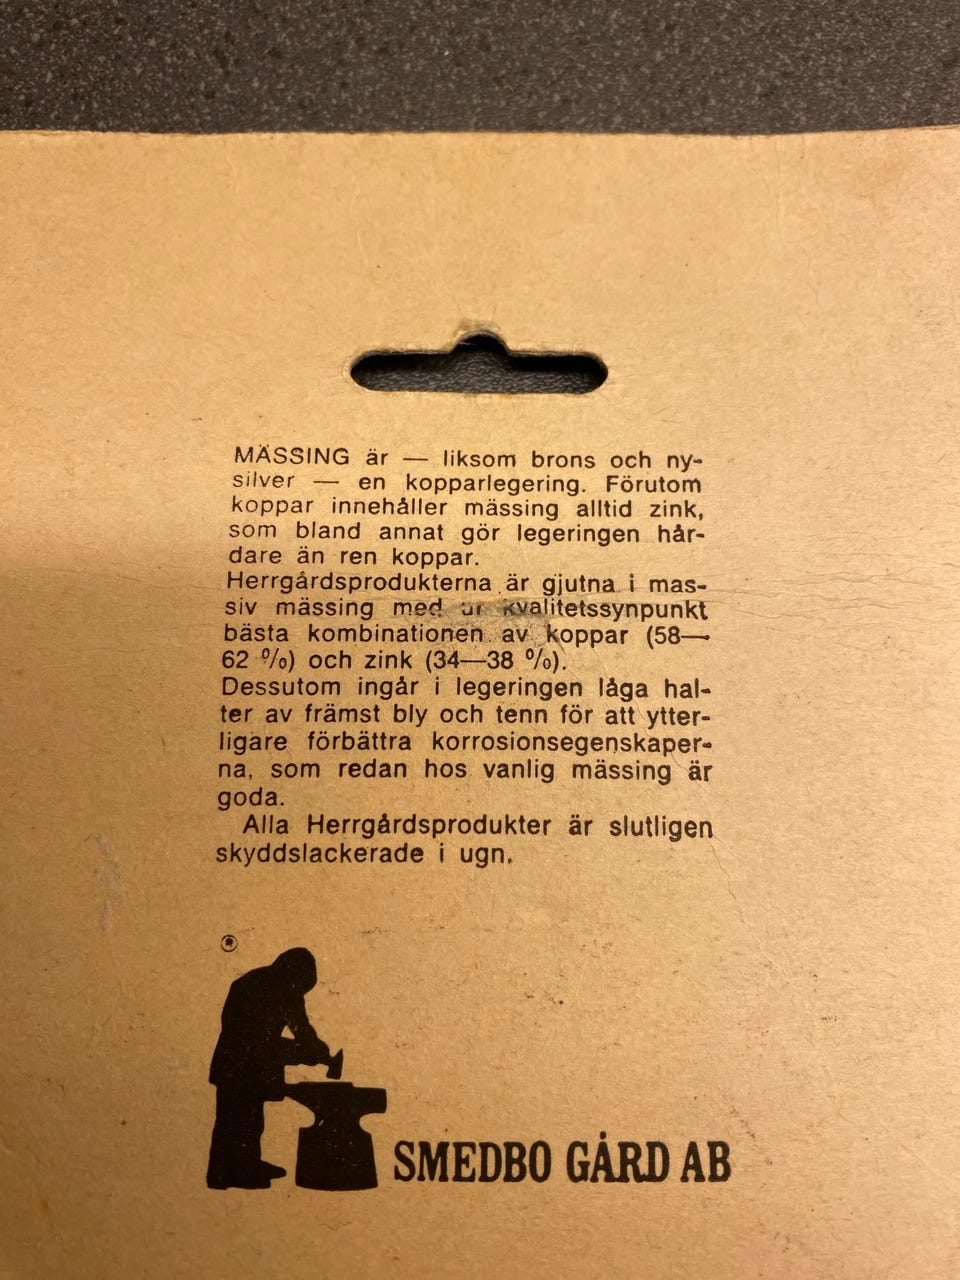 MÄSSING är — liksom brons och ny-
silver — en kopparlegering. Förutom
koppar innehåller mässing alltid zink,
som bland annat gör legeringen hår-
dare än ren koppar.
Herrgårdsprodukterna är gjutna i mas-
siv mässing med ur kvalitetssynpunkt
bästa kombinationen av koppar (58—
62 %) och zink (34—38 %).
Dessutom ingår i legeringen låga hal-
ter av främst bly och tenn för att ytter-
ligare förbättra korrosionsegenskaper-
na, som redan hos vanlig mässing är
goda.
Alla Herrgårdsprodukter är slutligen
skyddslackerade i ugn.
®
SMEDBO GÅRD AB